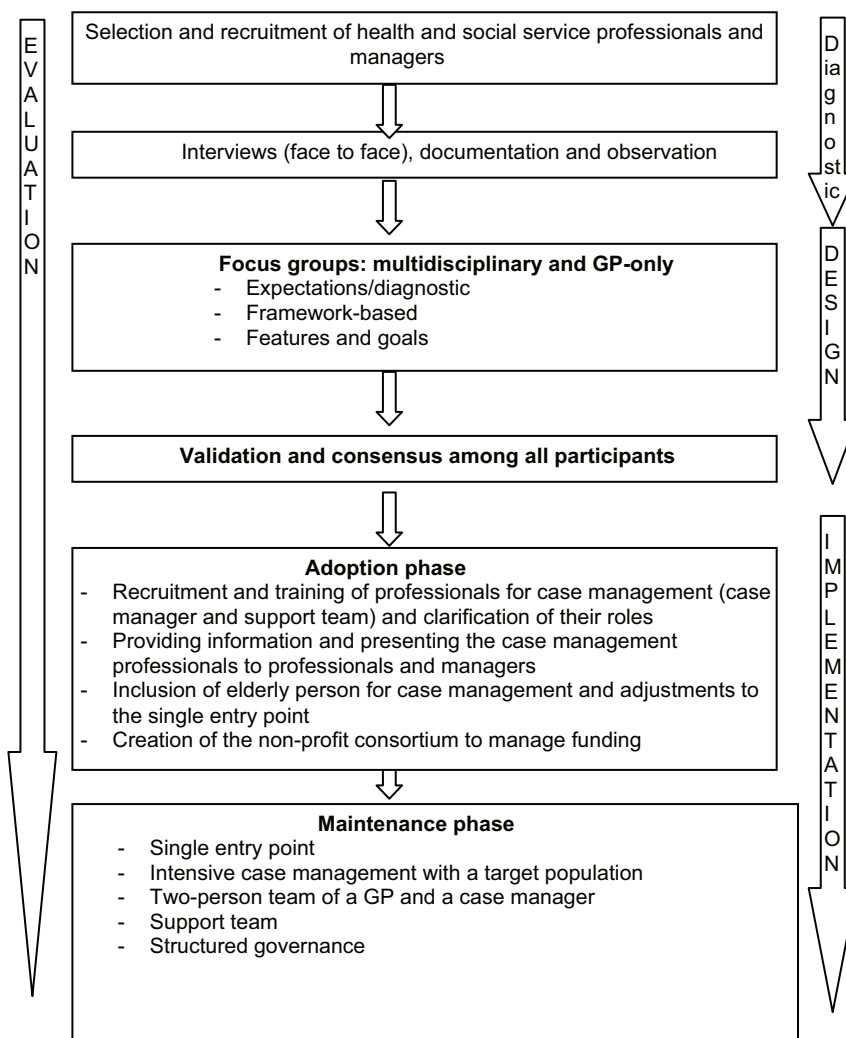 EVALUATION
Selection and recruitment of health and social service professionals and
managers
Diagnostic
Interviews (face to face), documentation and observation
DESIGN
Focus groups: multidisciplinary and GP-only
- Expectations/diagnostic
- Framework-based
- Features and goals
Validation and consensus among all participants
IMPLEMENTATION
Adoption phase
- Recruitment and training of professionals for case management (case
manager and support team) and clarification of their roles
- Providing information and presenting the case management
professionals to professionals and managers
- Inclusion of elderly person for case management and adjustments to
the single entry point
- Creation of the non-profit consortium to manage funding
Maintenance phase
- Single entry point
- Intensive case management with a target population
- Two-person team of a GP and a case manager
- Support team
- Structured governance